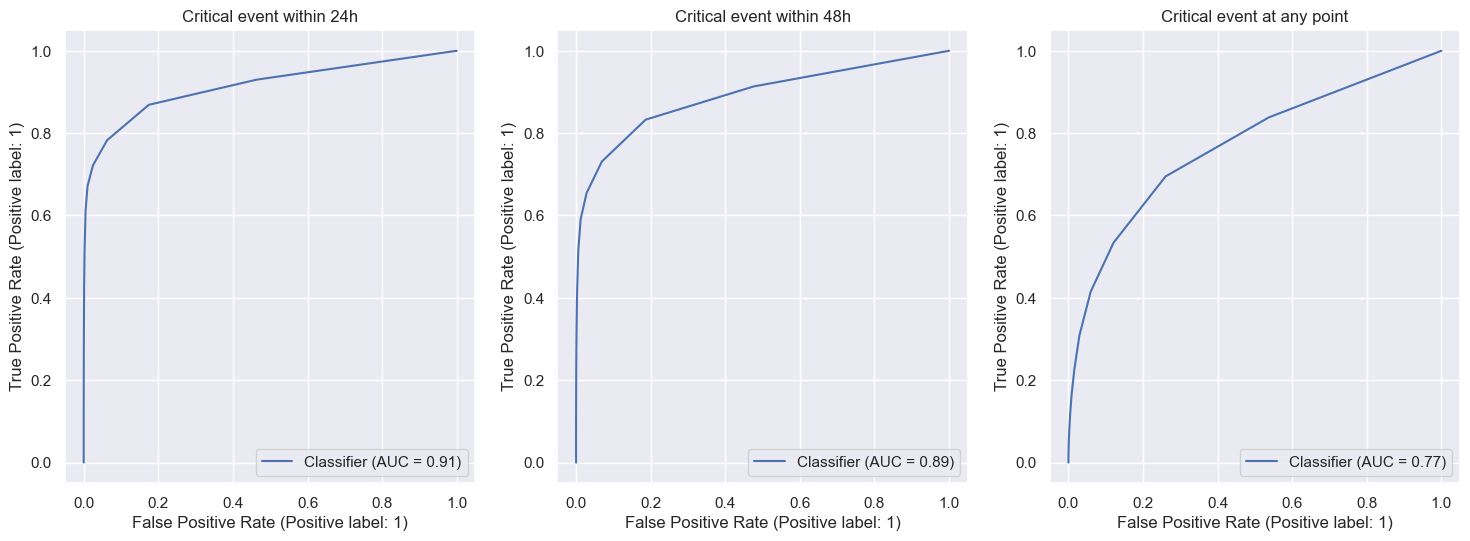 Critical event within 24h
True Positive Rate (Positive label: 1)
1.0
0.8
0.6
0.4
0.2
0.0
Classifier (AUC = 0.91)
0.0 0.2 0.4 0.6 0.8 1.0
False Positive Rate (Positive label: 1)
Critical event within 48h
True Positive Rate (Positive label: 1)
1.0
0.8
0.6
0.4
0.2
0.0
Classifier (AUC = 0.89)
0.0 0.2 0.4 0.6 0.8 1.0
False Positive Rate (Positive label: 1)
Critical event at any point
True Positive Rate (Positive label: 1)
1.0
0.8
0.6
0.4
0.2
0.0
Classifier (AUC = 0.77)
0.0 0.2 0.4 0.6 0.8 1.0
False Positive Rate (Positive label: 1)